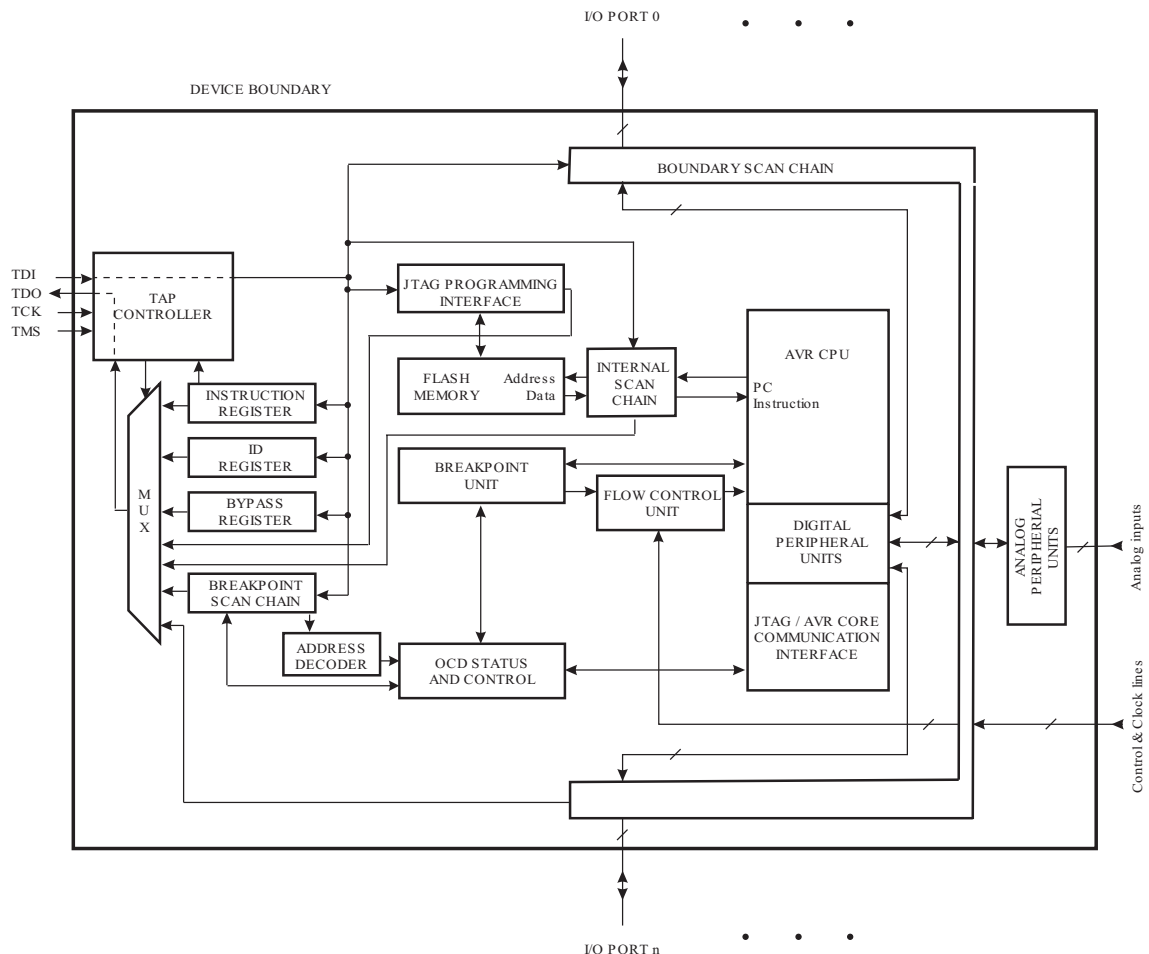 I/O PORT 0
DEVICE BOUNDARY
BOUNDARY SCAN CHAIN
TDI
TDO
TCK
TMS
TAP
CONTROLLER
JTAG PROGRAMMING
INTERFACE
AVR CPU
FLASH
MEMORY
Address
Data
INTERNAL
SCAN
CHAIN
PC
Instruction
INSTRUCTION
REGISTER
ID
REGISTER
BYPASS
REGISTER
M
U
X
BREAKPOINT
UNIT
FLOW CONTROL
UNIT
DIGITAL
PERIPHERAL
UNITS
ANALOG
PERIPHERIAL
UNITS
Analog inputs
BREAKPOINT
SCAN CHAIN
ADDRESS
DECODER
OCD STATUS
AND CONTROL
JTAG / AVR CORE
COMMUNICATION
INTERFACE
Control & Clock lines
I/O PORT n